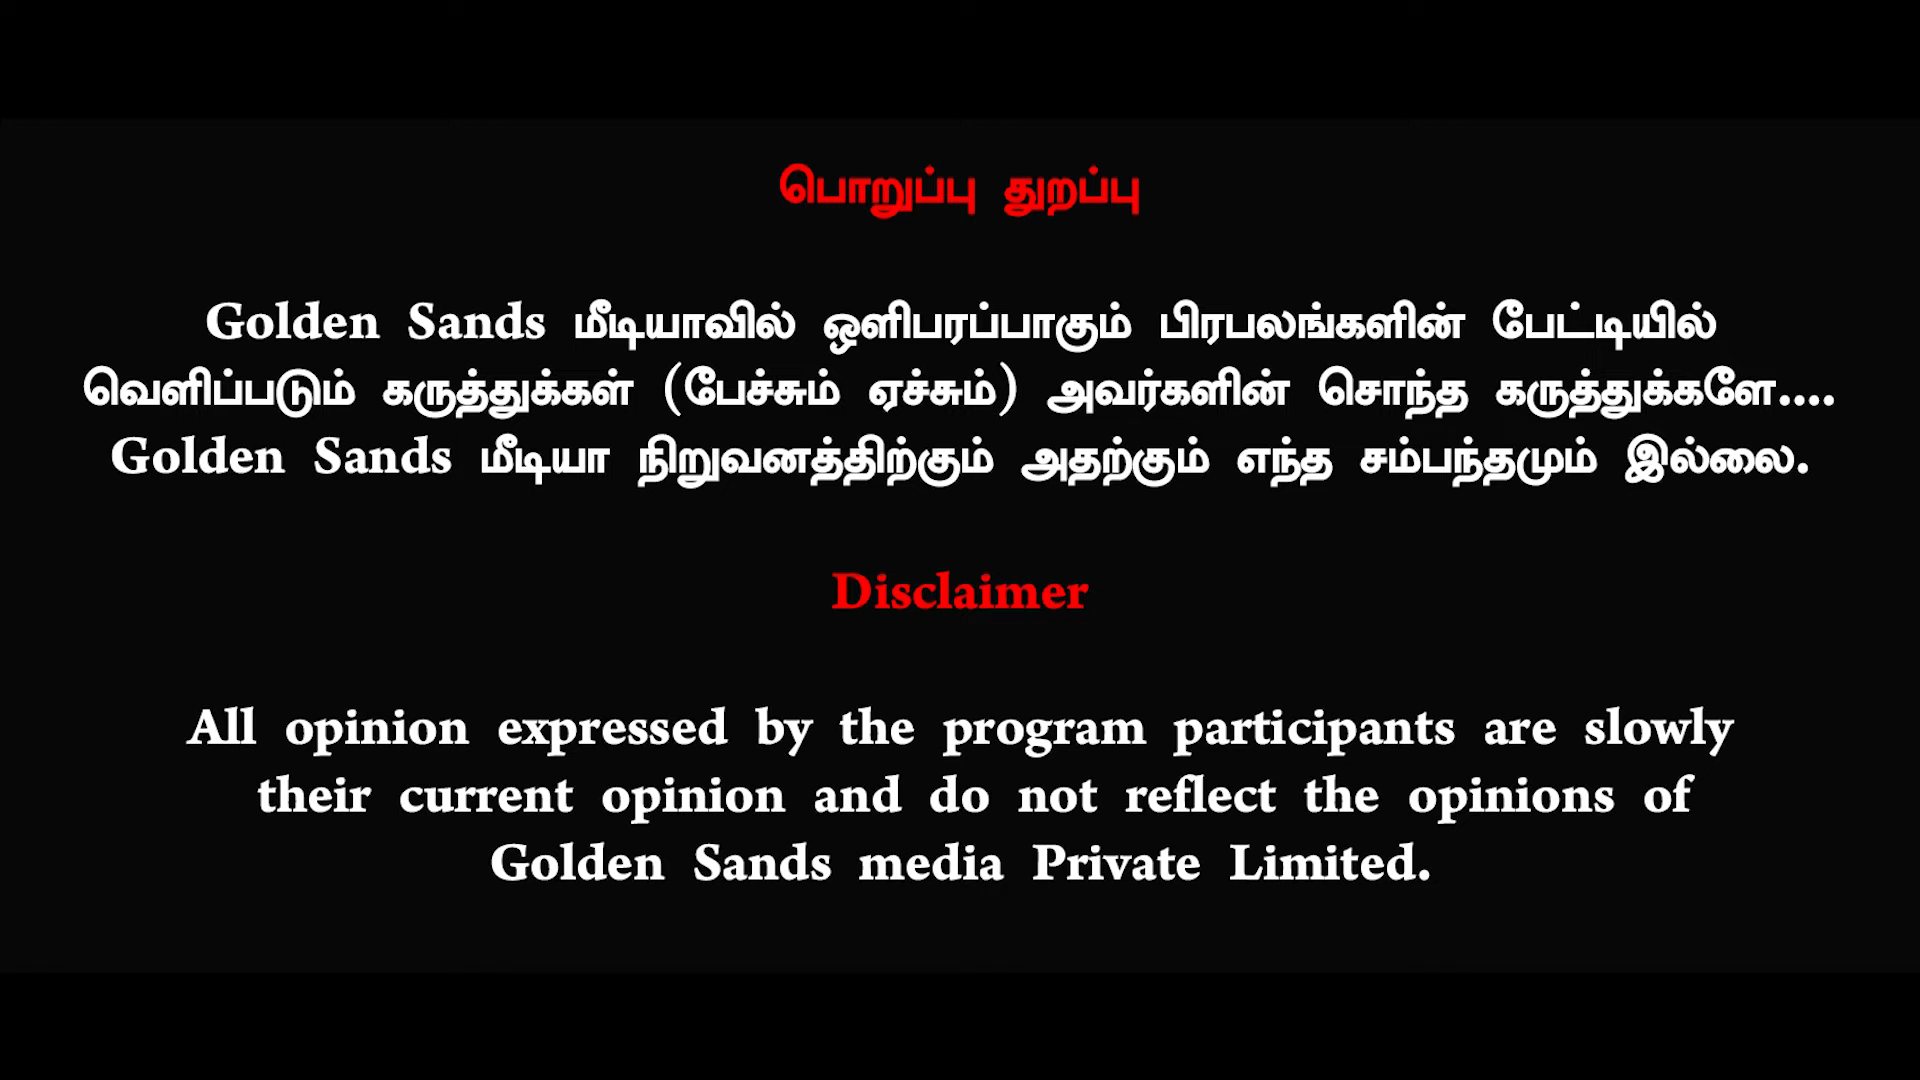 பொறுப்பு துறப்பு
Golden Sands மீடியாவில் ஒளிபரப்பாகும் பிரபலங்களின் பேட்டியில்
வெளிப்படும் கருத்துக்கள் (பேச்சும் ஏச்சும்) அவர்களின் சொந்த கருத்துக்களே....
Golden Sands மீடியா நிறுவனத்திற்கும் அதற்கும் எந்த சம்பந்தமும் இல்லை.
Disclaimer
All opinion expressed by the program participants are slowly
their current opinion and do not reflect the opinions of
Golden Sands media Private Limited.